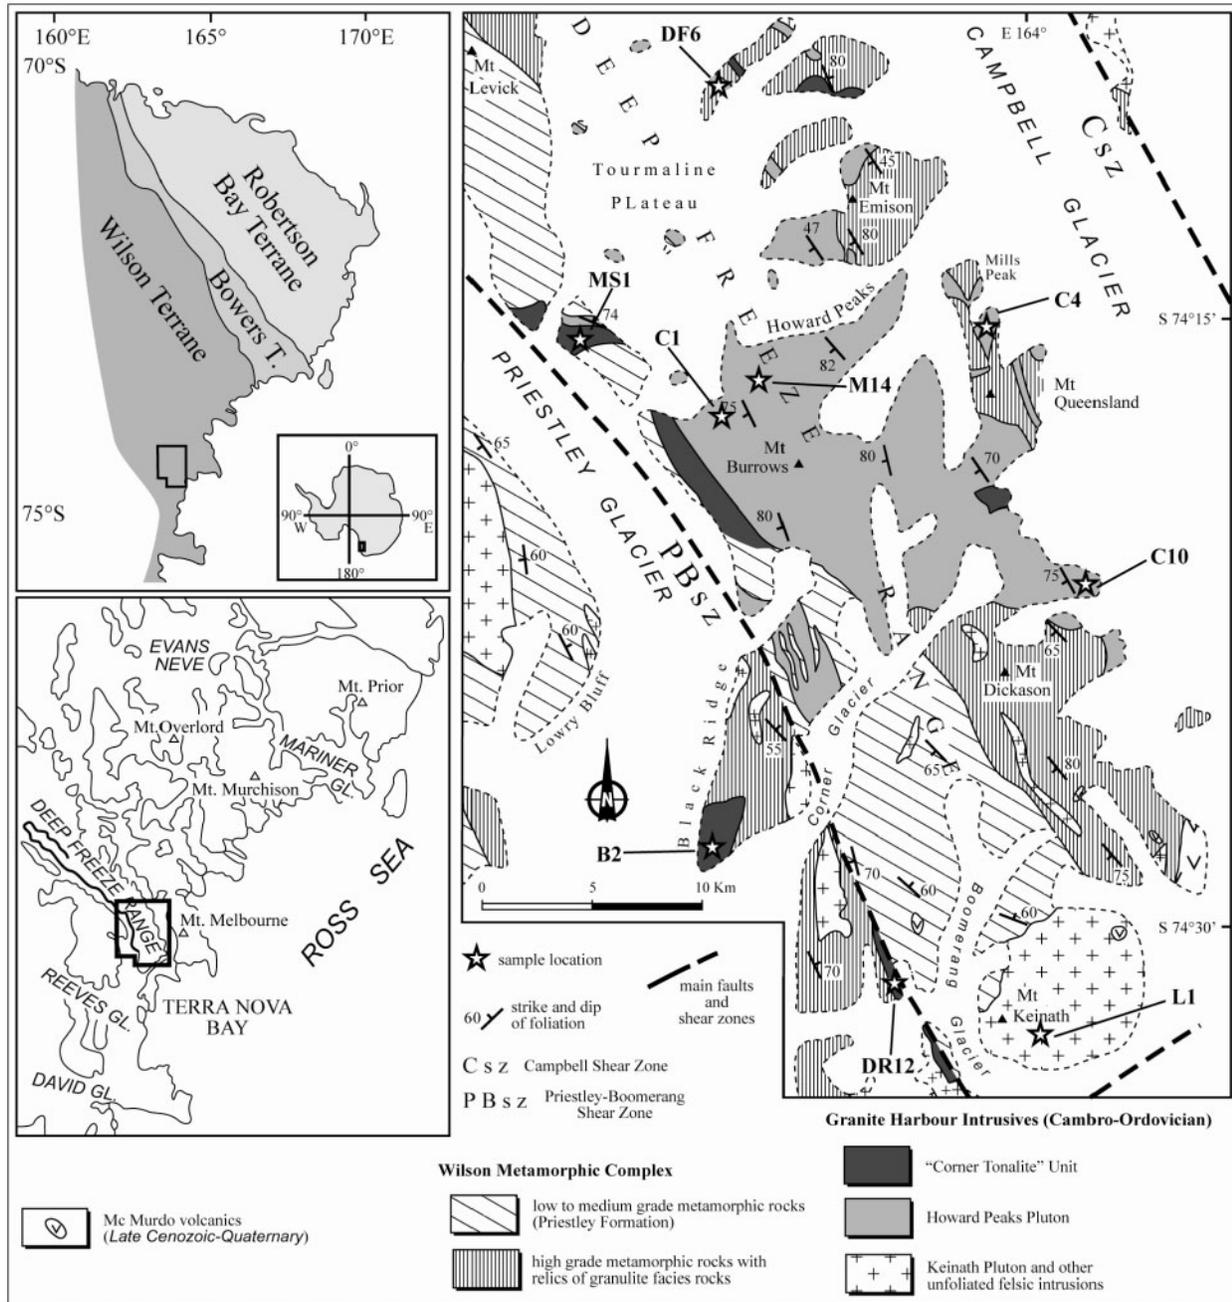 160°E
165°E
170°E
70°S
75°S
Robertson
Bay Terrane
Bowers T.
Wilson Terrane
0°
90°
W
90°
E
180°
EVANS
NEVE
Mt. Prior
Mt.Overlord
MARINER
GL.
Mt. Murchison
DEEP FREEZE RANGE
Mt. Melbourne
ROSS SEA
REEVES GL.
TERRA NOVA
BAY
DAVID GL.
E 164°
DF6
Mt
Levick
DEEP FREEZE RANGE
80
CAMPBELL GLACIER
Csz
Tourmaline
PLateau
45
Mt
Emison
47
80
Mills
Peak
C4
S 74°15'
MS1
74
Howard Peaks
C1
82
M14
75
Mt
Queensland
PRIESTLEY GLACIER
65
Mt
Burrows
80
70
80
PBsz
60
C10
75
60
65
Lowry Bluff
Black Ridge
Mt
Dickason
55
Corner Glacier
65
80
N
B2
75
70
60
0
5
10 Km
60
Boomerang Glacier
S 74°30'
70
Mt
Keinath
L1
DR12
sample location
60
strike and dip
of foliation
main faults
and
shear zones
Csz
Campbell Shear Zone
PBsz
Priestley-Boomerang
Shear Zone
Granite Harbour Intrusives (Cambro-Ordovician)
Wilson Metamorphic Complex
"Corner Tonalite" Unit
Mc Murdo volcanics
(Late Cenozoic-Quaternary)
low to medium grade metamorphic rocks
(Priestley Formation)
Howard Peaks Pluton
high grade metamorphic rocks with
relics of granulite facies rocks
Keinath Pluton and other
unfoliated felsic intrusions